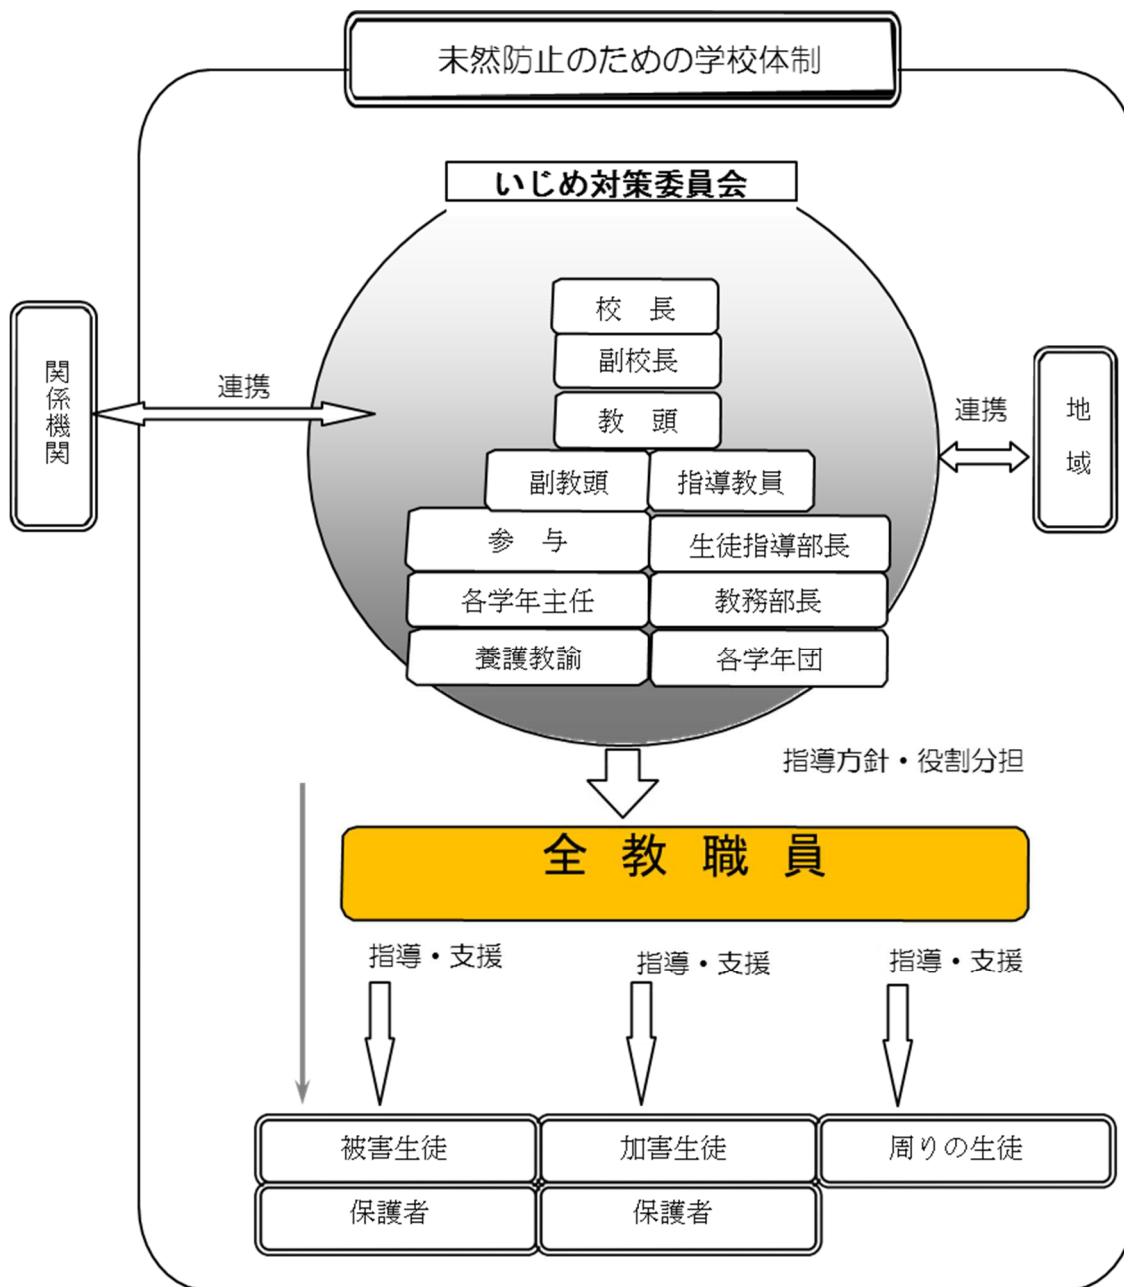 未然防止のための学校体制
いじめ対策委員会
校　長
副校長
教　頭
副教頭
指導教員
参　与
生徒指導部長
各学年主任
教務部長
養護教諭
各学年団
関係機関
連携
連携
地域
指導方針・役割分担
全 教 職 員
指導・支援
指導・支援
指導・支援
被害生徒
加害生徒
周りの生徒
保護者
保護者